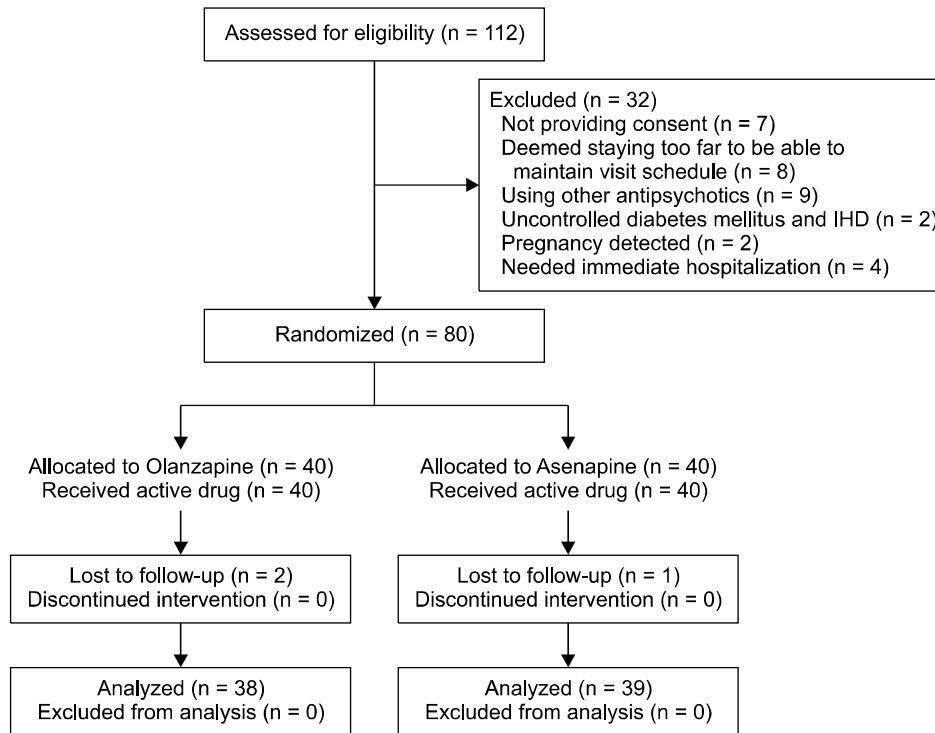 Assessed for eligibility (n = 112)
Excluded (n = 32)
Not providing consent (n = 7)
Deemed staying too far to be able to
maintain visit schedule (n = 8)
Using other antipsychotics (n = 9)
Uncontrolled diabetes mellitus and IHD (n = 2)
Pregnancy detected (n = 2)
Needed immediate hospitalization (n = 4)
Randomized (n = 80)
Allocated to Olanzapine (n = 40)
Received active drug (n = 40)
Allocated to Asenapine (n = 40)
Received active drug (n = 40)
Lost to follow-up (n = 2)
Discontinued intervention (n = 0)
Lost to follow-up (n = 1)
Discontinued intervention (n = 0)
Analyzed (n = 38)
Excluded from analysis (n = 0)
Analyzed (n = 39)
Excluded from analysis (n = 0)